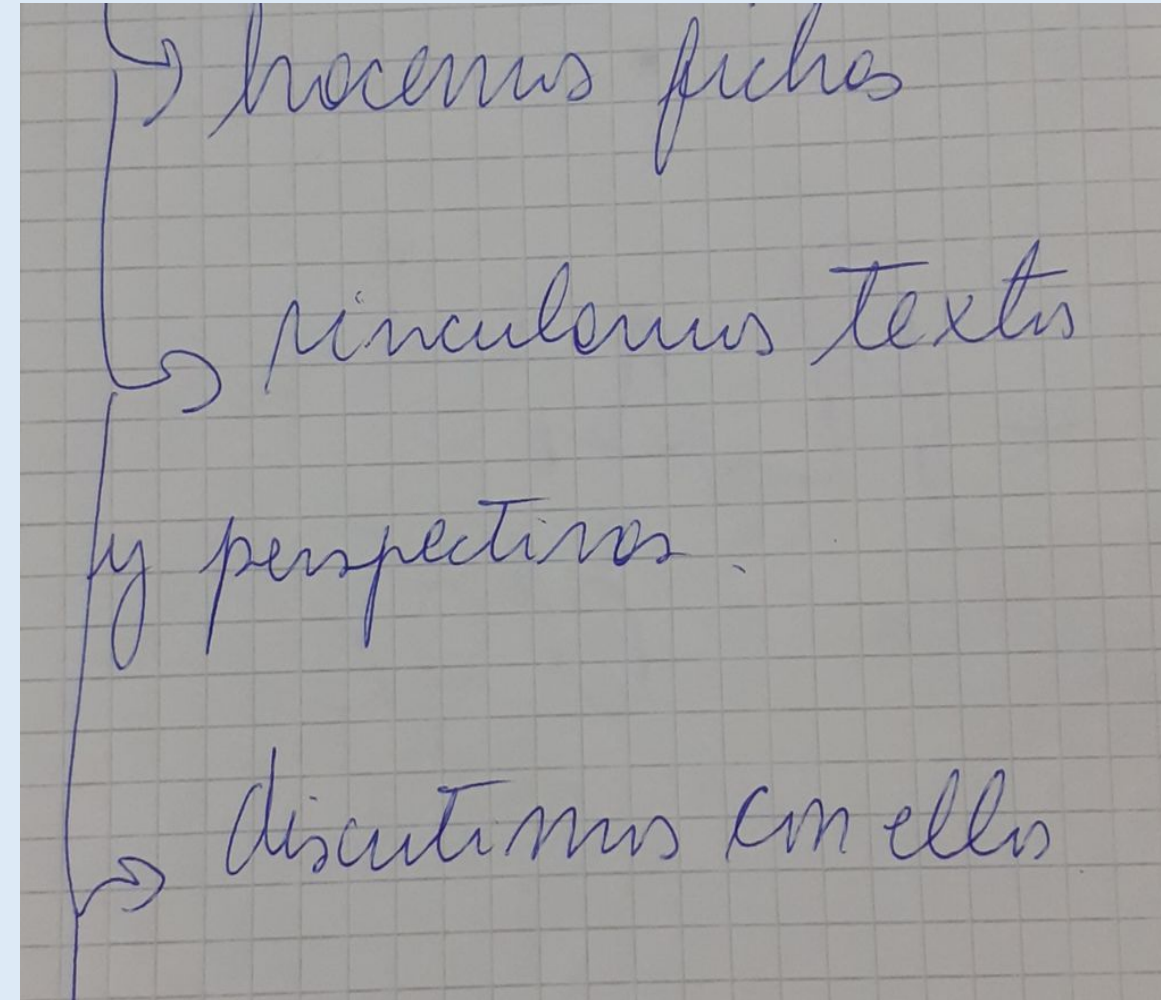 hacemos fichas
vinculamos textos
y perspectivas.
discutimos con ellos